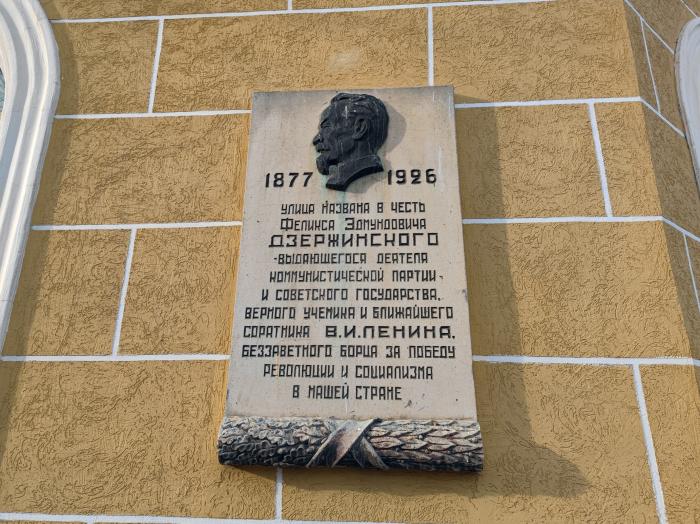 1877 1926
УЛИЦА НАЗВАНА В ЧЕСТЬ
ФЕЛИКСА ЭДМУНДОВИЧА
ДЗЕРЖИНСКОГО
-ВЫДАЮЩЕГОСЯ ДЕЯТЕЛЯ
КОММУНИСТИЧЕСКОЙ ПАРТИИ
И СОВЕТСКОГО ГОСУДАРСТВА,
ВЕРНОГО УЧЕНИКА И БЛИЖАЙШЕГО
СОРАТНИКА В.И.ЛЕНИНА,
БЕЗЗАВЕТНОГО БОРЦА ЗА ПОБЕДУ
РЕВОЛЮЦИИ И СОЦИАЛИЗМА
В НАШЕЙ СТРАНЕ